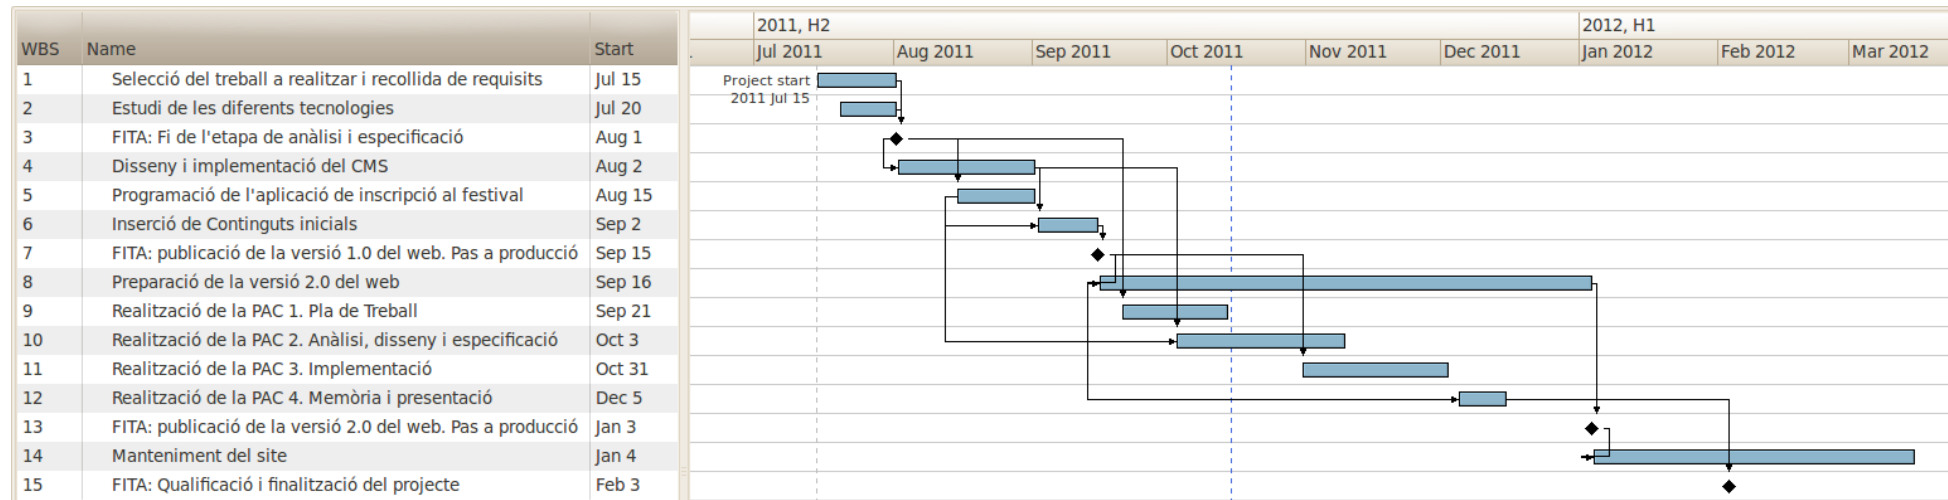 2011, H2 2012, H1
WBS Name Start . Jul 2011 Aug 2011 Sep 2011 Oct 2011 Nov 2011 Dec 2011 Jan 2012 Feb 2012 Mar 2012
1 Selecció del treball a realitzar i recollida de requisits Jul 15
Project start
2011 Jul 15
2 Estudi de les diferents tecnologies Jul 20
3 FITA: Fi de l'etapa de anàlisi i especificació Aug 1
4 Disseny i implementació del CMS Aug 2
5 Programació de l'aplicació de inscripció al festival Aug 15
6 Inserció de Continguts inicials Sep 2
7 FITA: publicació de la versió 1.0 del web. Pas a producció Sep 15
8 Preparació de la versió 2.0 del web Sep 16
9 Realització de la PAC 1. Pla de Treball Sep 21
10 Realització de la PAC 2. Anàlisi, disseny i especificació Oct 3
11 Realització de la PAC 3. Implementació Oct 31
12 Realització de la PAC 4. Memòria i presentació Dec 5
13 FITA: publicació de la versió 2.0 del web. Pas a producció Jan 3
14 Manteniment del site Jan 4
15 FITA: Qualificació i finalització del projecte Feb 3